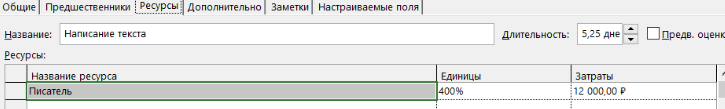 Общие Предшественники Ресурсы Дополнительно Заметки Настраиваемые поля
Название: Написание текста Длительность: 5,25 дне Предв. оценк
Ресурсы:
Название ресурса Единицы Затраты
Писатель 400% 12 000,00 ₽